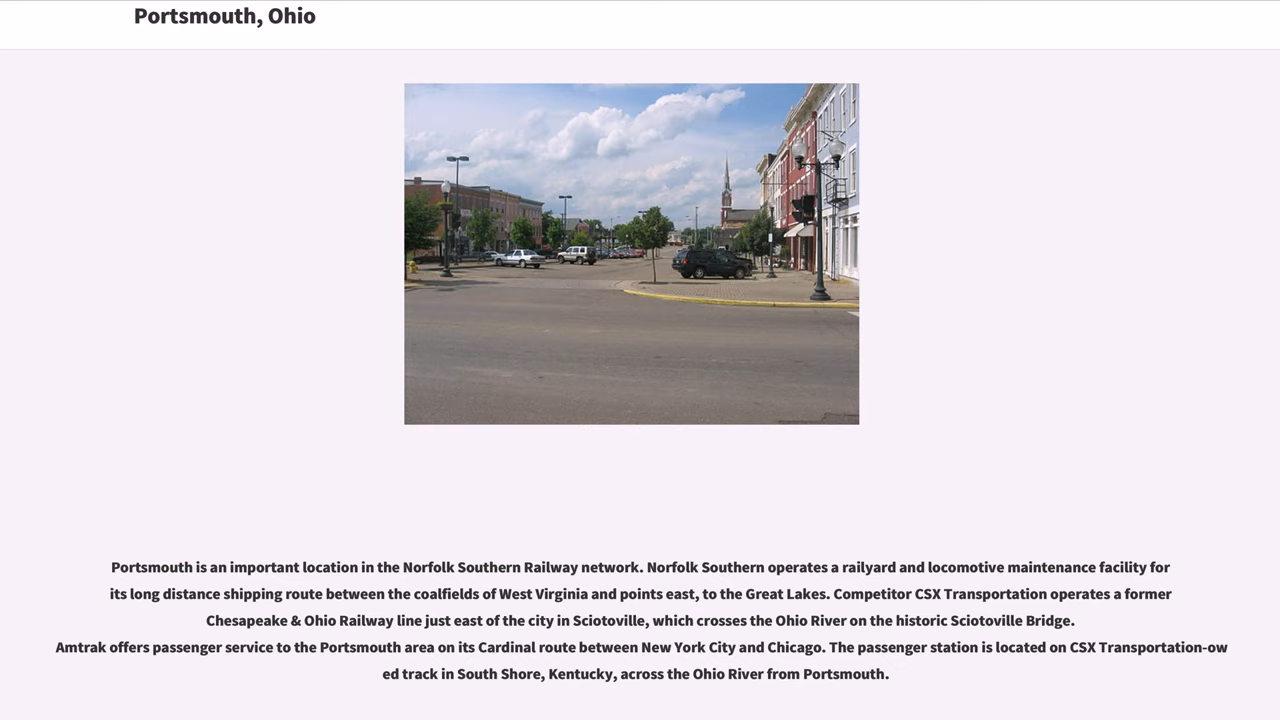 Portsmouth, Ohio
Portsmouth is an important location in the Norfolk Southern Railway network. Norfolk Southern operates a railyard and locomotive maintenance facility for
its long distance shipping route between the coalfields of West Virginia and points east, to the Great Lakes. Competitor CSX Transportation operates a former
Chesapeake & Ohio Railway line just east of the city in Sciotoville, which crosses the Ohio River on the historic Sciotoville Bridge.
Amtrak offers passenger service to the Portsmouth area on its Cardinal route between New York City and Chicago. The passenger station is located on CSX Transportation-ow
ed track in South Shore, Kentucky, across the Ohio River from Portsmouth.